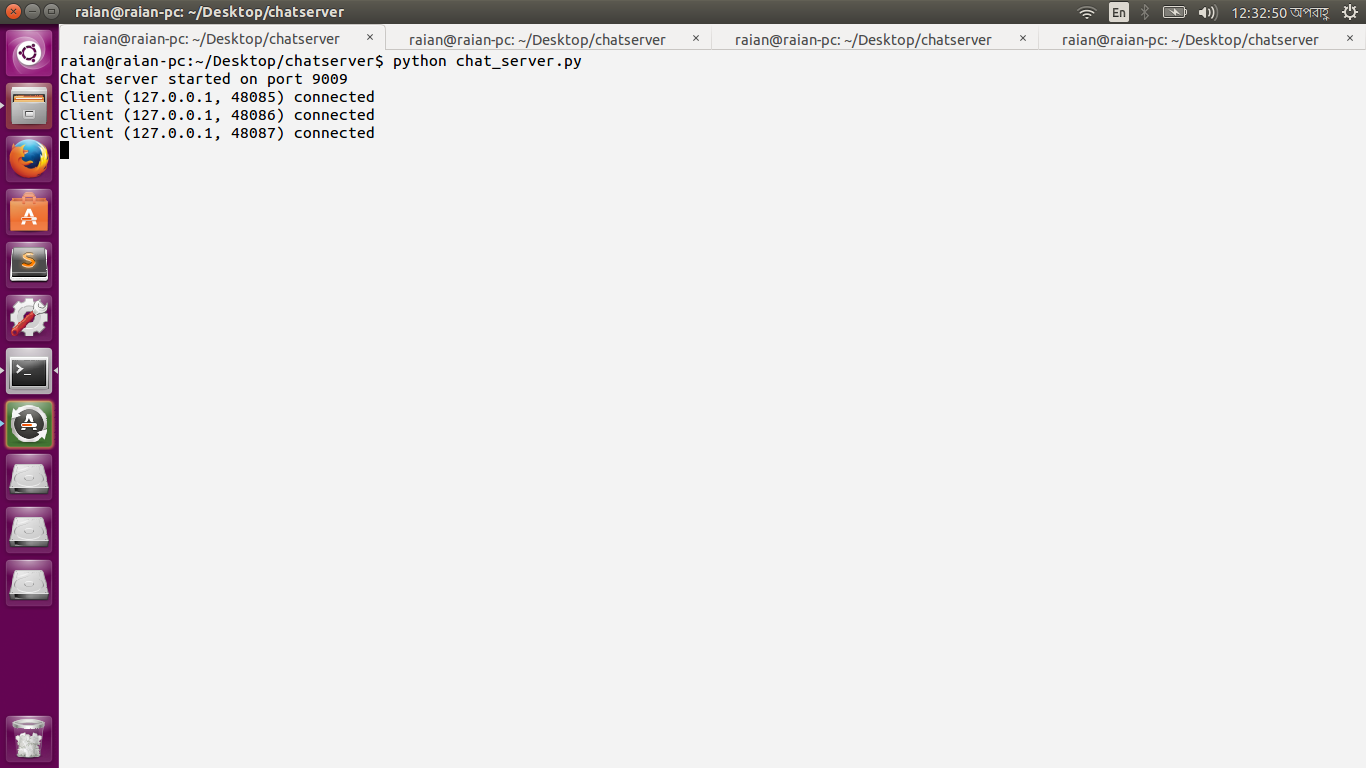 raian@raian-pc: ~/Desktop/chatserver
En
12:32:50 অপরাহ্ণ
raian@raian-pc: ~/Desktop/chatserver × raian@raian-pc: ~/Desktop/chatserver × raian@raian-pc: ~/Desktop/chatserver × raian@raian-pc: ~/Desktop/chatserver ×
raian@raian-pc:~/Desktop/chatserver$ python chat_server.py
Chat server started on port 9009
Client (127.0.0.1, 48085) connected
Client (127.0.0.1, 48086) connected
Client (127.0.0.1, 48087) connected